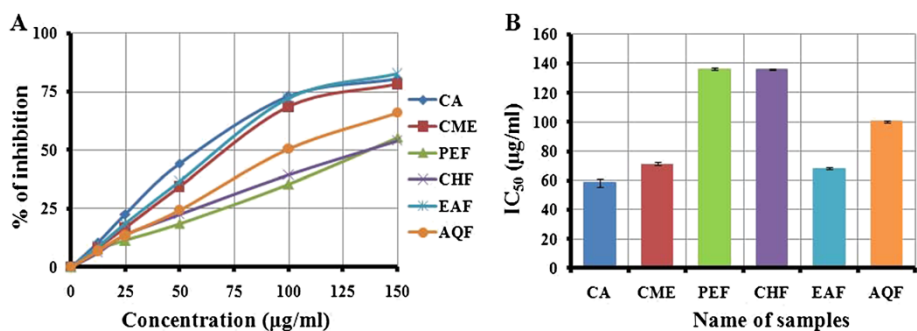 A
% of inhibition
100
75
50
25
0
0 25 50 75 100 125 150
Concentration (µg/ml)
CA
CME
PEF
CHF
EAF
AQF
B
IC50 (µg/ml)
160
140
120
100
80
60
40
20
0
CA CME PEF CHF EAF AQF
Name of samples